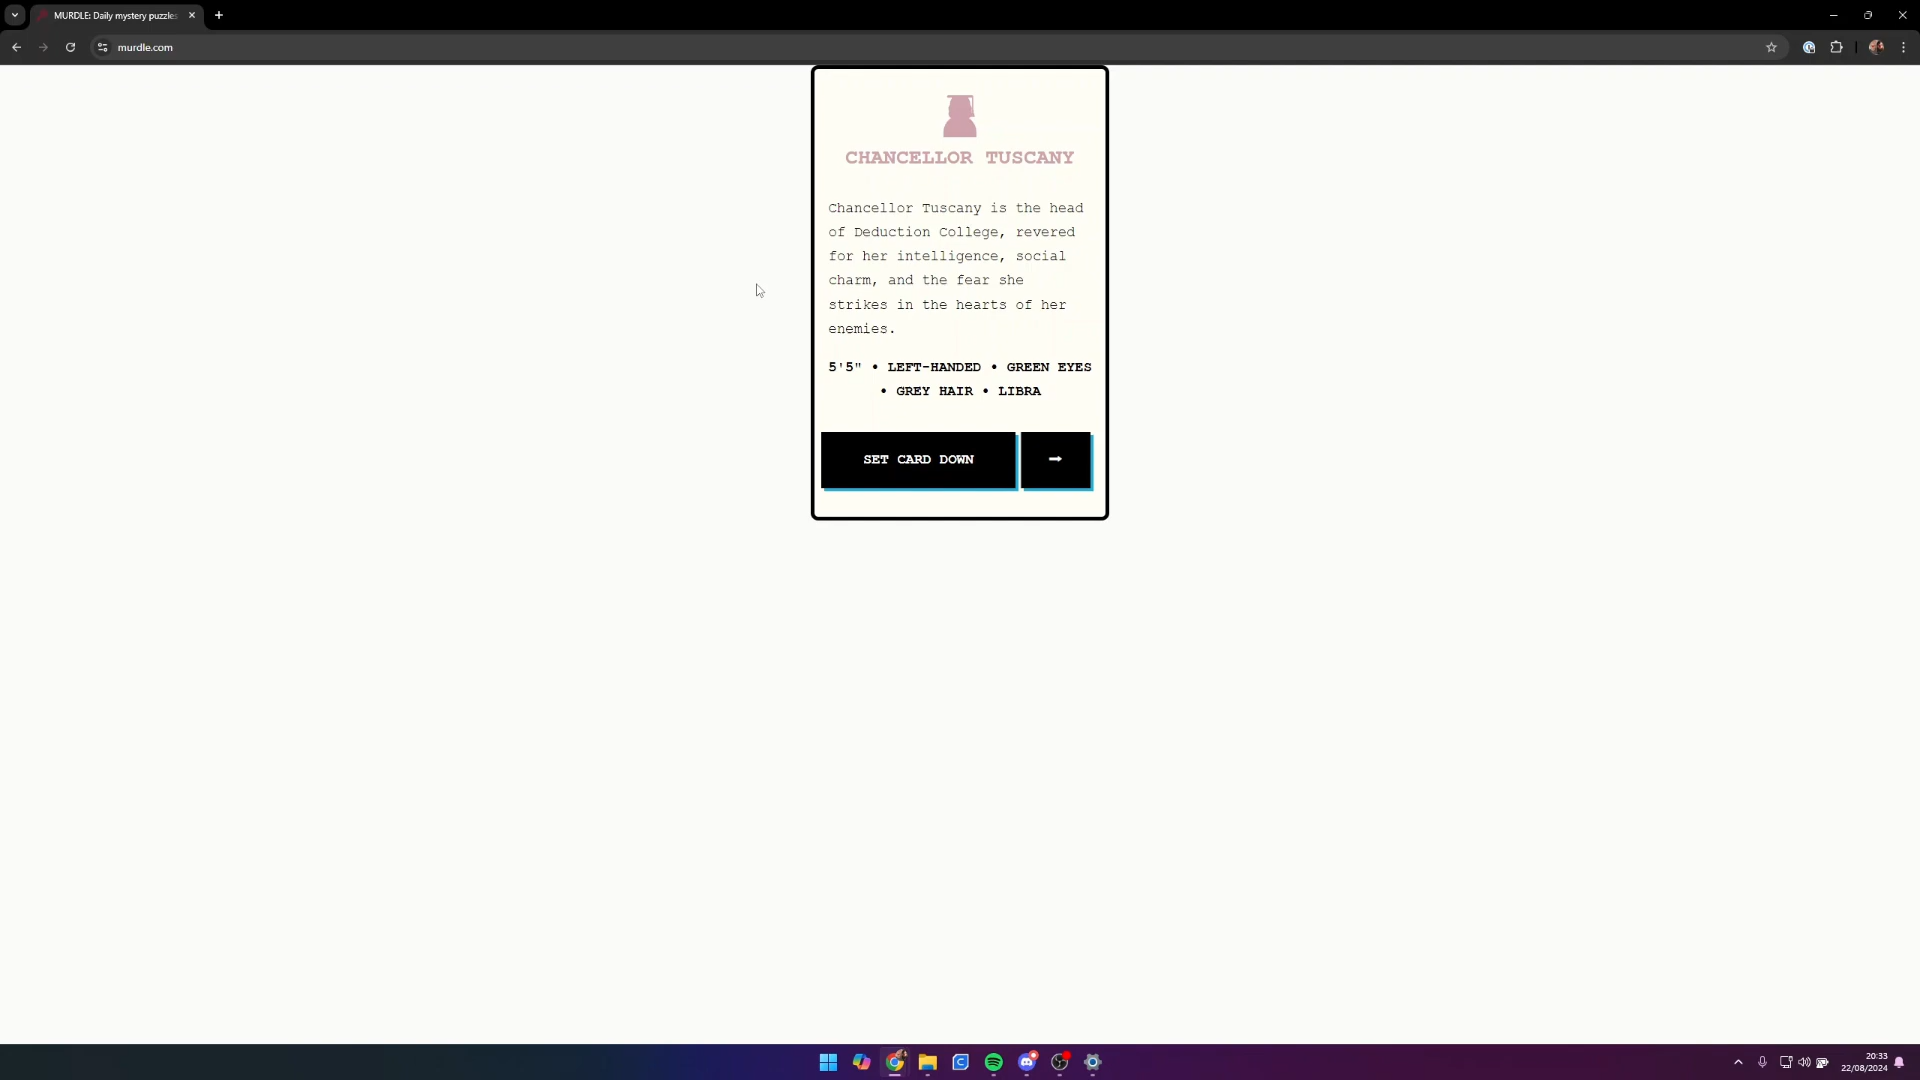 MURDLE: Daily mystery puzzles
murdle.com
CHANCELLOR TUSCANY
Chancellor Tuscany is the head
of Deduction College, revered
for her intelligence, social
charm, and the fear she
strikes in the hearts of her
enemies.
5'5" • LEFT-HANDED • GREEN EYES
• GREY HAIR • LIBRA
SET CARD DOWN →
20:33
22/08/2024